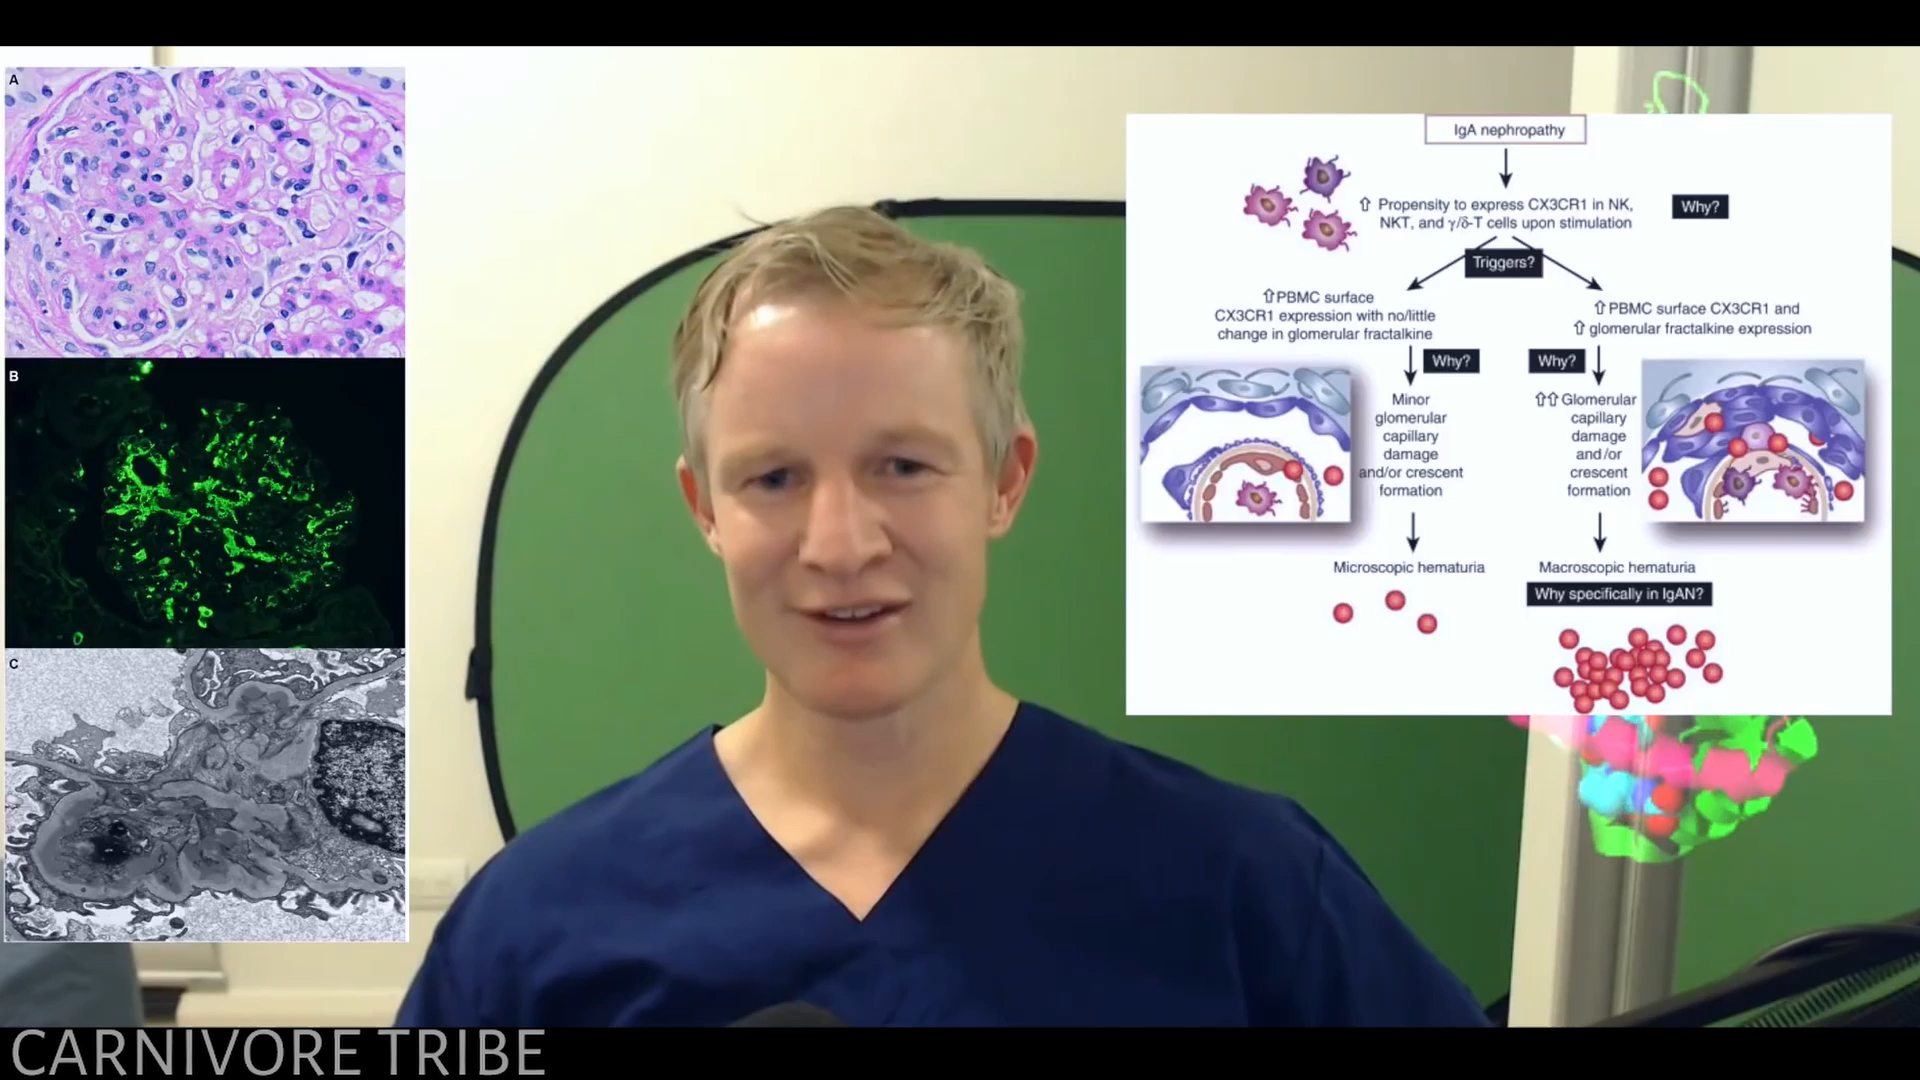 A
B
C
IgA nephropathy
⇧ Propensity to express CX3CR1 in NK,
NKT, and γ/δ-T cells upon stimulation
Why?
Triggers?
⇧PBMC surface
CX3CR1 expression with no/little
change in glomerular fractalkine
⇧ PBMC surface CX3CR1 and
⇧ glomerular fractalkine expression
Why?
Why?
Minor
glomerular
capillary
damage
and/or crescent
formation
⇧⇧ Glomerular
capillary
damage
and/or
crescent
formation
Microscopic hematuria
Macroscopic hematuria
Why specifically in IgAN?
CARNIVORE TRIBE